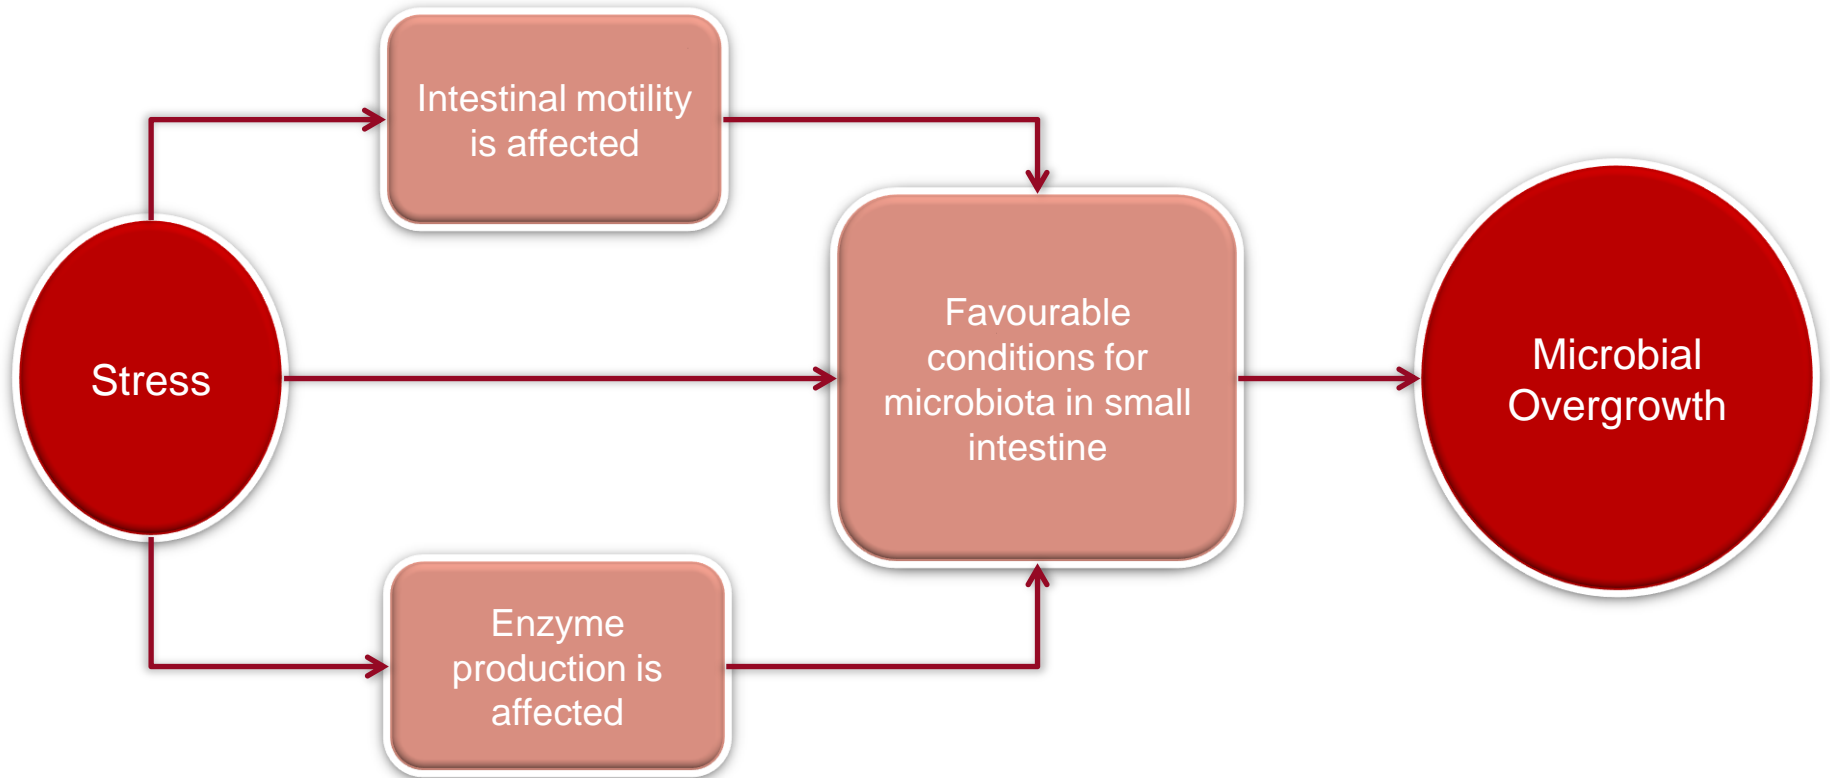 Intestinal motility
is affected
Stress
Favourable
conditions for
microbiota in small
intestine
Microbial
Overgrowth
Enzyme
production is
affected